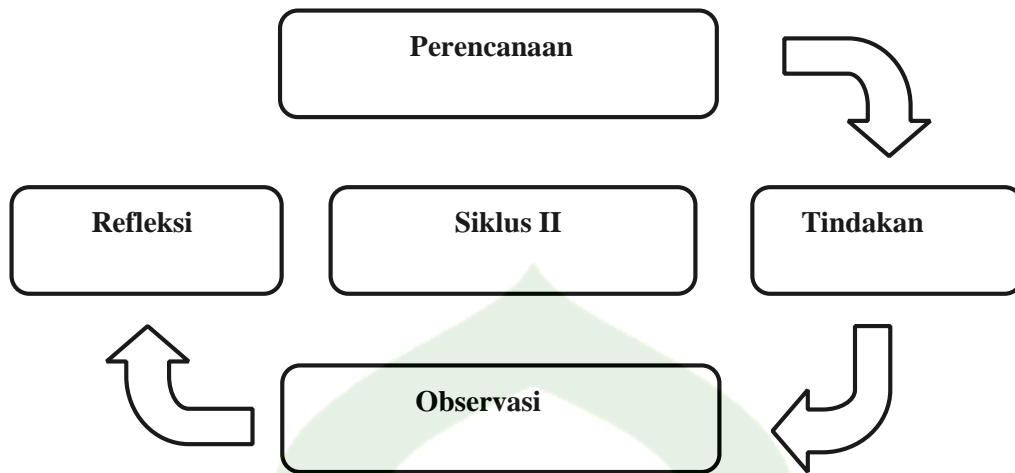 Perencanaan
Refleksi
Siklus II
Tindakan
Observasi